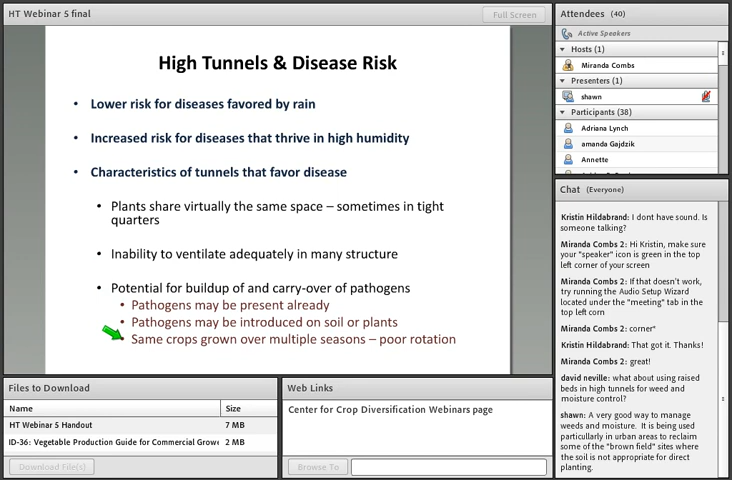 HT Webinar 5 final
Full Screen
High Tunnels & Disease Risk
• Lower risk for diseases favored by rain
• Increased risk for diseases that thrive in high humidity
• Characteristics of tunnels that favor disease
• Plants share virtually the same space – sometimes in tight
quarters
• Inability to ventilate adequately in many structure
• Potential for buildup of and carry-over of pathogens
• Pathogens may be present already
• Pathogens may be introduced on soil or plants
• Same crops grown over multiple seasons – poor rotation
Files to Download
Name Size
HT Webinar 5 Handout 7 MB
ID-36: Vegetable Production Guide for Commercial Growe 2 MB
Download File(s)
Web Links
Center for Crop Diversification Webinars page
Browse To
Attendees (40)
Active Speakers
Hosts (1)
Miranda Combs
Presenters (1)
shawn
Participants (38)
Adriana Lynch
amanda Gajdzik
Annette
Chat (Everyone)
Kristin Hildabrand: I dont have sound. Is
someone talking?
Miranda Combs 2: Hi Kristin, make sure
your "speaker" icon is green in the top
left corner of your screen
Miranda Combs 2: If that doesn't work,
try running the Audio Setup Wizard
located under the "meeting" tab in the
top left corn
Miranda Combs 2: corner*
Kristin Hildabrand: That got it. Thanks!
Miranda Combs 2: great!
david neville: what about using raised
beds in high tunnels for weed and
moisture control?
shawn: A very good way to manage
weeds and moisture. It is being used
particullarly in urban areas to reclaim
some of the "brown field" sites where
the soil is not appropriate for direct
planting.